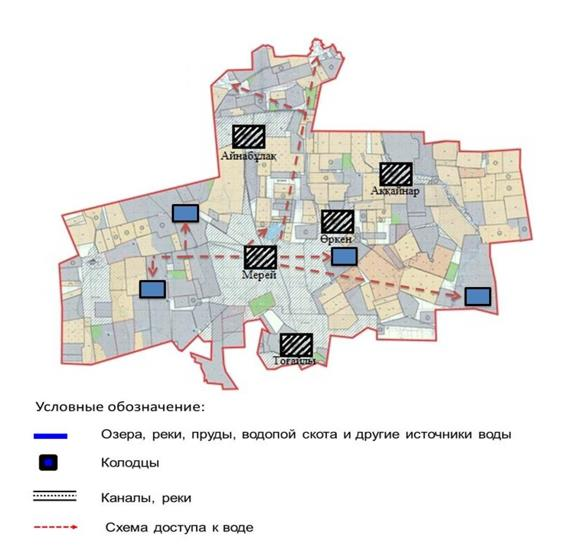 Айнабұлақ
Аққайнар
Өркен
Мерей
Тоғайлы
Условные обозначение:
Озера, реки, пруды, водопой скота и другие источники воды
Колодцы
Каналы, реки
Схема доступа к воде